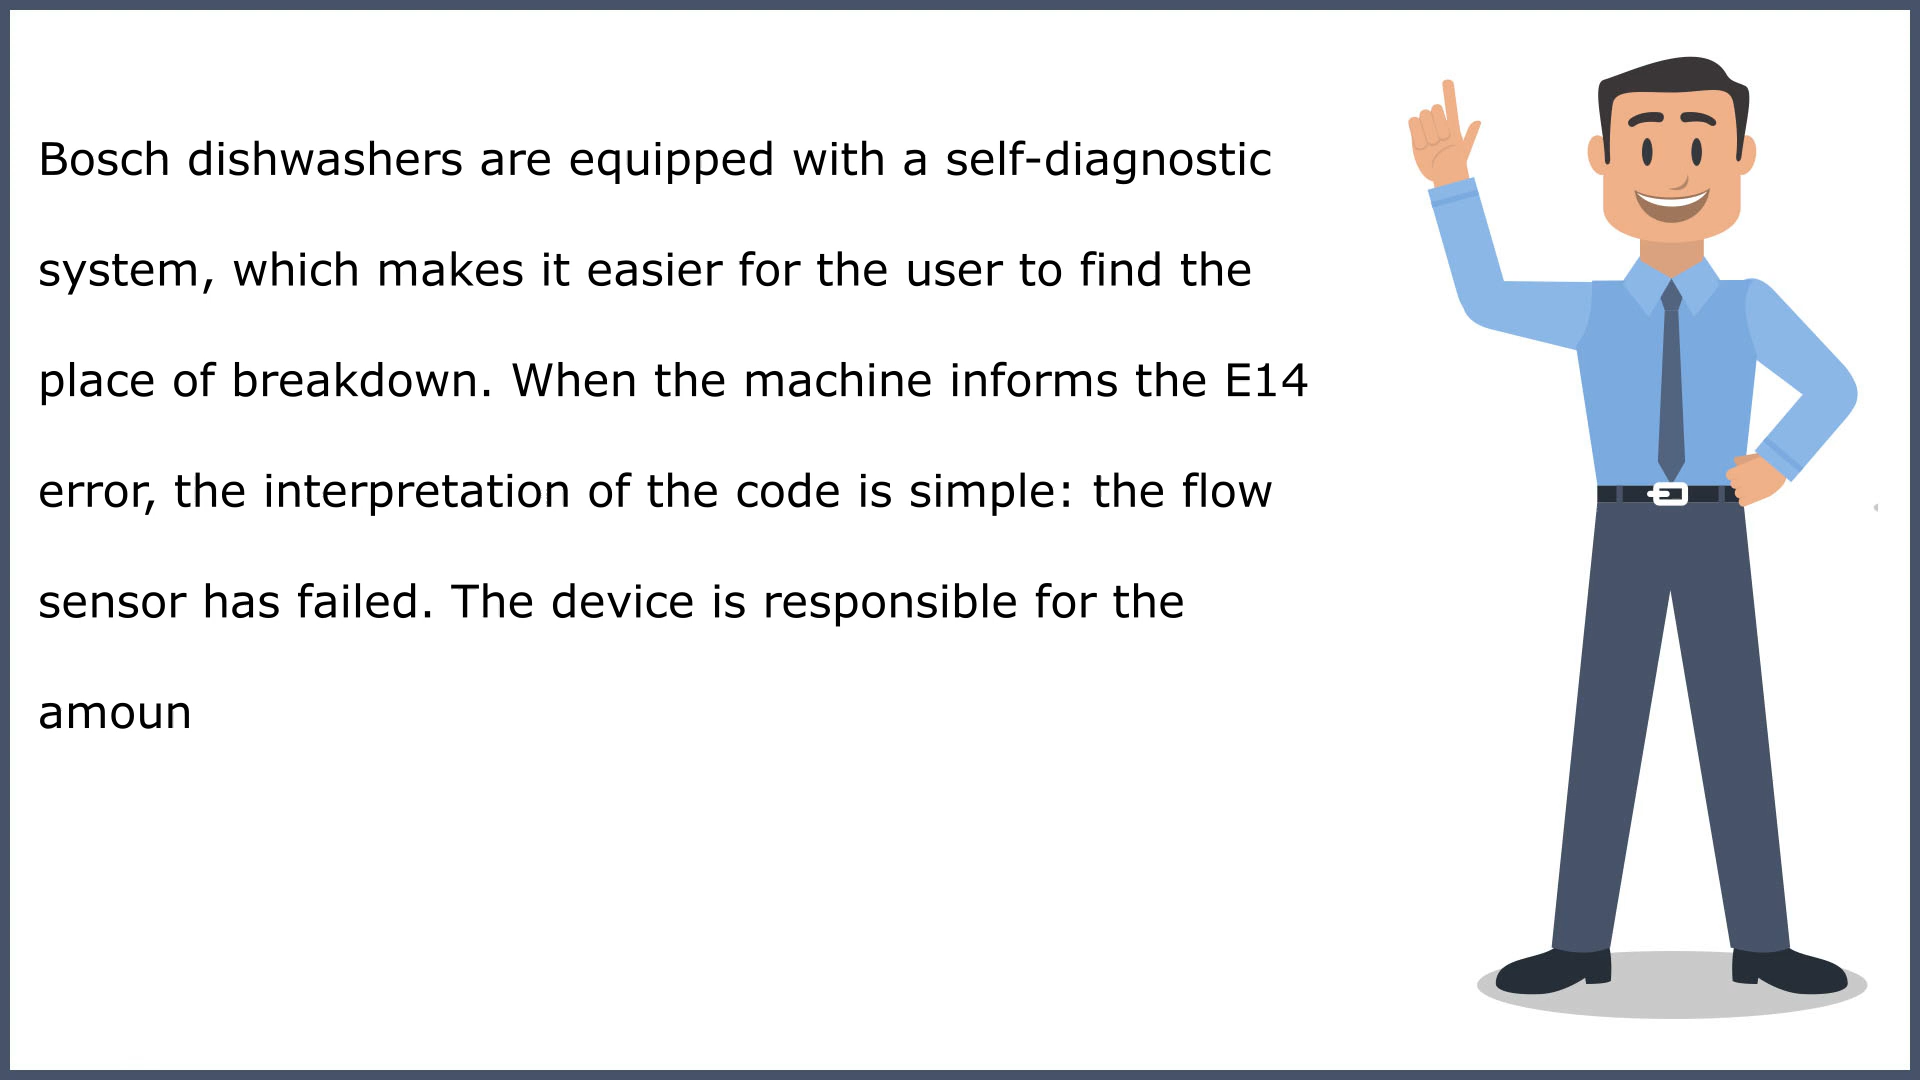 Bosch dishwashers are equipped with a self-diagnostic
system, which makes it easier for the user to find the
place of breakdown. When the machine informs the E14
error, the interpretation of the code is simple: the flow
sensor has failed. The device is responsible for the
amoun